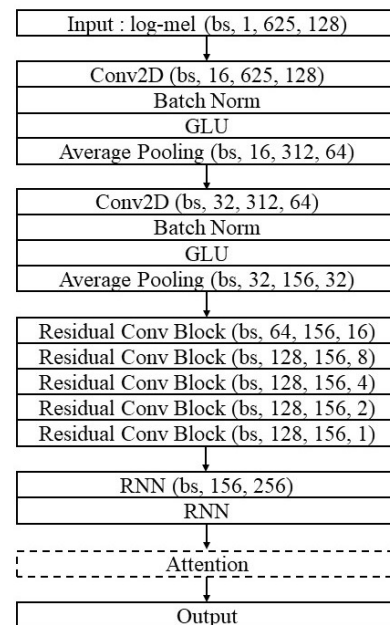 Input : log-mel (bs, 1, 625, 128)
Conv2D (bs, 16, 625, 128)
Batch Norm
GLU
Average Pooling (bs, 16, 312, 64)
Conv2D (bs, 32, 312, 64)
Batch Norm
GLU
Average Pooling (bs, 32, 156, 32)
Residual Conv Block (bs, 64, 156, 16)
Residual Conv Block (bs, 128, 156, 8)
Residual Conv Block (bs, 128, 156, 4)
Residual Conv Block (bs, 128, 156, 2)
Residual Conv Block (bs, 128, 156, 1)
RNN (bs, 156, 256)
RNN
Attention
Output